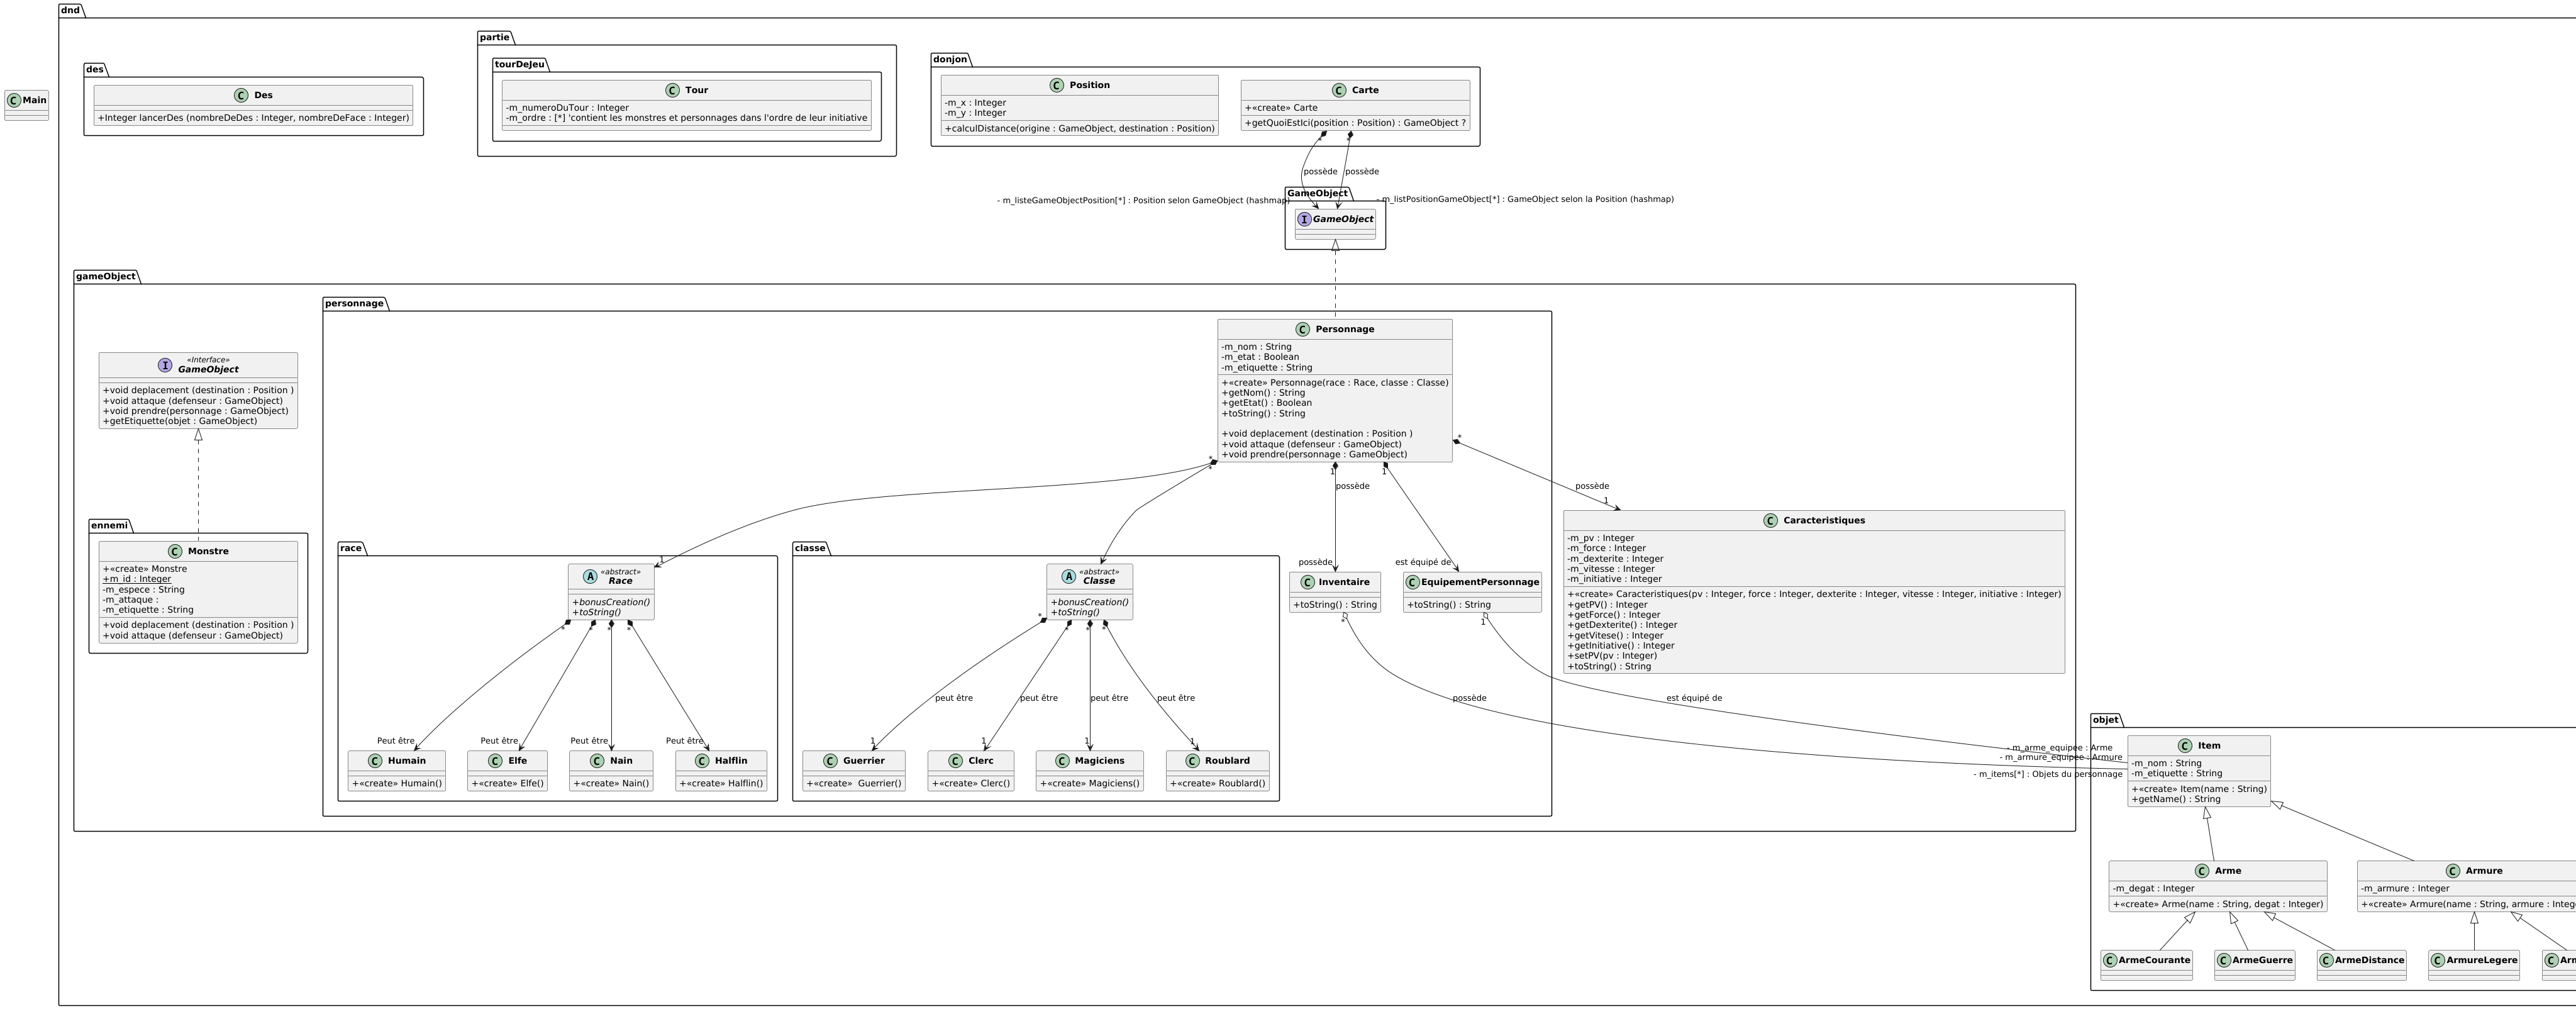 dnd
Main
des
Des
+Integer lancerDes (nombreDeDes : Integer, nombreDeFace : Integer)
partie
tourDeJeu
Tour
-m_numeroDuTour : Integer
-m_ordre : [*] 'contient les monstres et personnages dans l'ordre de leur initiative
donjon
Position
-m_x : Integer
-m_y : Integer
+calculDistance(origine : GameObject, destination : Position)
Carte
+«create» Carte
+getQuoiEstIci(position : Position) : GameObject ?
* *
possède possède
- m_listeGameObjectPosition[*] : Position selon GameObject (hashmap)
- m_listPositionGameObject[*] : GameObject selon la Position (hashmap)
GameObject
GameObject
gameObject
«Interface»
GameObject
+void deplacement (destination : Position )
+void attaque (defenseur : GameObject)
+void prendre(personnage : GameObject)
+getEtiquette(objet : GameObject)
ennemi
Monstre
+«create» Monstre
+m_id : Integer
-m_espece : String
-m_attaque :
-m_etiquette : String
+void deplacement (destination : Position )
+void attaque (defenseur : GameObject)
personnage
Personnage
-m_nom : String
-m_etat : Boolean
-m_etiquette : String
+«create» Personnage(race : Race, classe : Classe)
+getNom() : String
+getEtat() : Boolean
+toString() : String
+void deplacement (destination : Position )
+void attaque (defenseur : GameObject)
+void prendre(personnage : GameObject)
*
*
1
1
*
possède
possède
1
possède
est équipé de
1
race
«abstract»
Race
+bonusCreation()
+toString()
* * * *
Peut être
Peut être
Peut être
Peut être
Humain
+«create» Humain()
Elfe
+«create» Elfe()
Nain
+«create» Nain()
Halflin
+«create» Halflin()
classe
«abstract»
Classe
+bonusCreation()
+toString()
* * * *
peut être
peut être
peut être
peut être
1
1
1
1
Guerrier
+«create»  Guerrier()
Clerc
+«create» Clerc()
Magiciens
+«create» Magiciens()
Roublard
+«create» Roublard()
Inventaire
+toString() : String
*
EquipementPersonnage
+toString() : String
1
Caracteristiques
-m_pv : Integer
-m_force : Integer
-m_dexterite : Integer
-m_vitesse : Integer
-m_initiative : Integer
+«create» Caracteristiques(pv : Integer, force : Integer, dexterite : Integer, vitesse : Integer, initiative : Integer)
+getPV() : Integer
+getForce() : Integer
+getDexterite() : Integer
+getVitese() : Integer
+getInitiative() : Integer
+setPV(pv : Integer)
+toString() : String
possède
est équipé de
- m_arme_equipee : Arme
- m_armure_equipee : Armure
- m_items[*] : Objets du personnage
objet
Item
-m_nom : String
-m_etiquette : String
+«create» Item(name : String)
+getName() : String
Arme
-m_degat : Integer
+«create» Arme(name : String, degat : Integer)
Armure
-m_armure : Integer
+«create» Armure(name : String, armure : Intege
ArmeCourante
ArmeGuerre
ArmeDistance
ArmureLegere